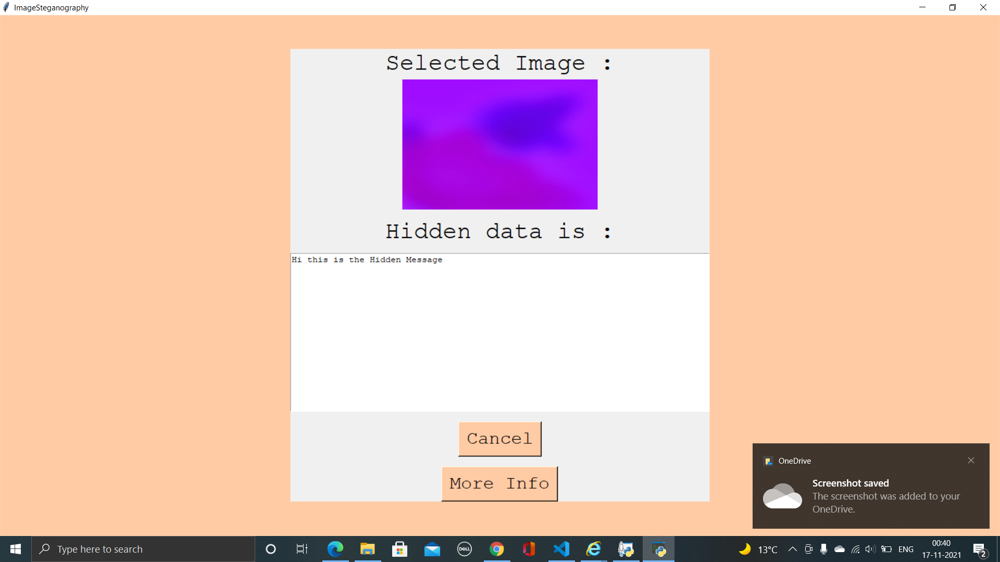 ImageSteganography
Selected Image :
Hidden data is :
Hi this is the Hidden Message
Cancel
More Info
OneDrive
Screenshot saved
The screenshot was added to your
OneDrive.
Type here to search
DELL
13°C
ENG
00:40
17-11-2021
2